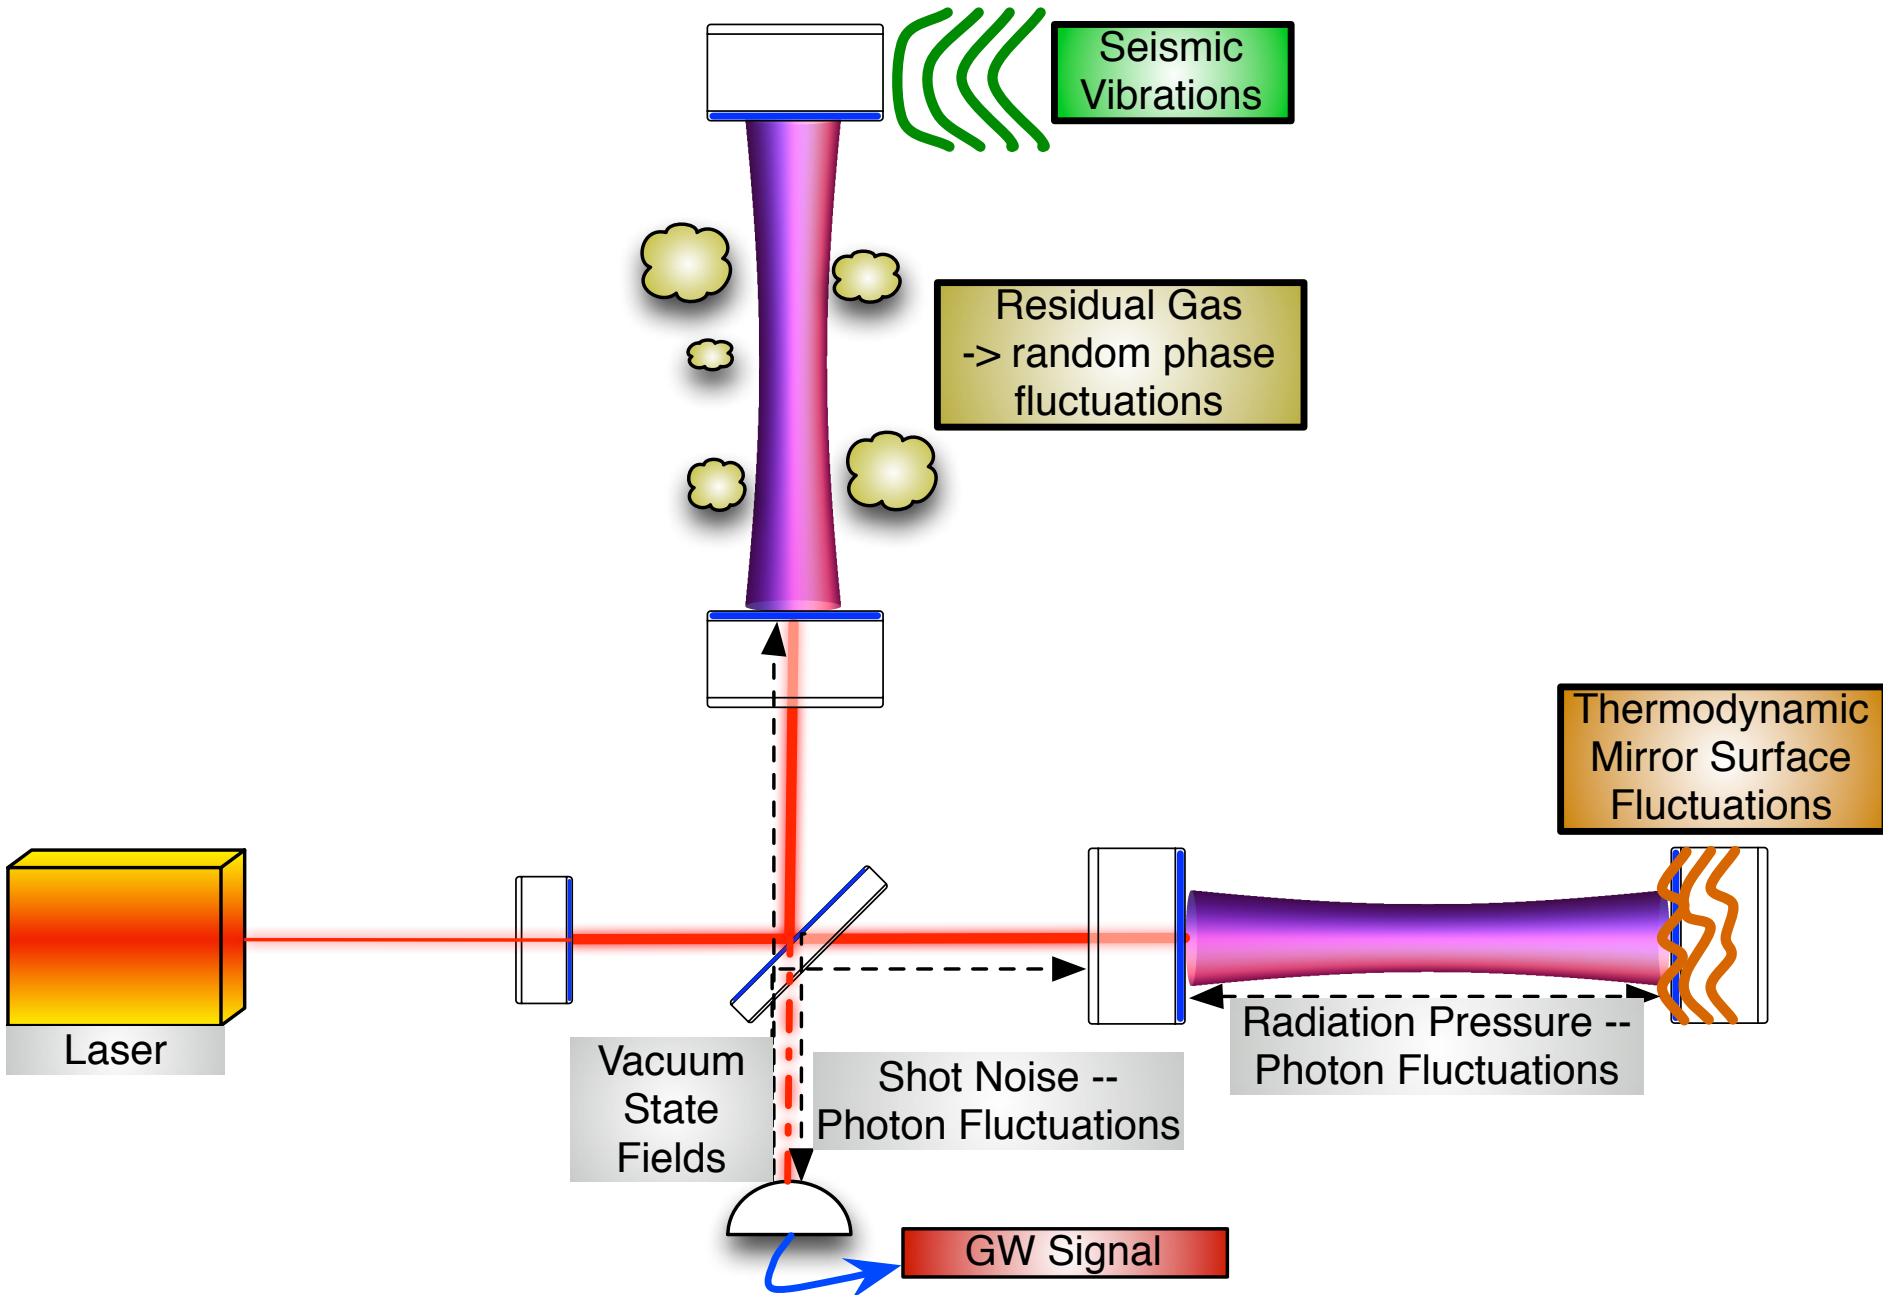 Seismic
Vibrations
Residual Gas
-> random phase
fluctuations
Thermodynamic
Mirror Surface
Fluctuations
Laser
Vacuum
State
Fields
Shot Noise --
Photon Fluctuations
Radiation Pressure --
Photon Fluctuations
GW Signal